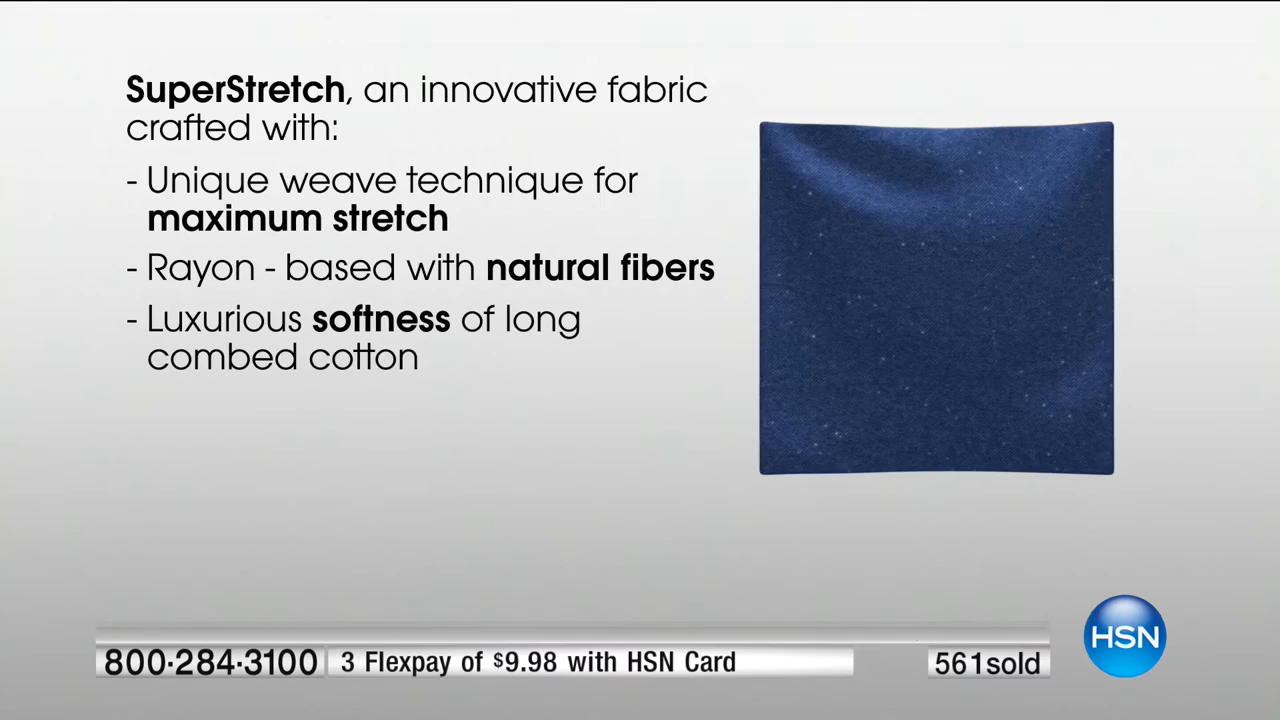 SuperStretch, an innovative fabric
crafted with:
- Unique weave technique for
maximum stretch
- Rayon - based with natural fibers
- Luxurious softness of long
combed cotton
HSN
800·284·3100
3 Flexpay of $9.98 with HSN Card
561sold